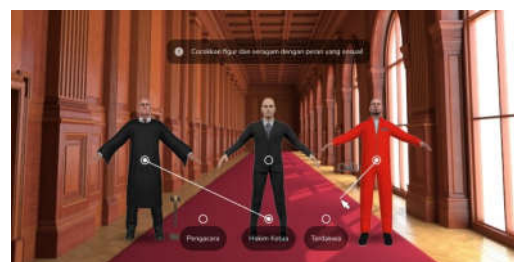 Cocokkan figur dan seragam dengan peran yang sesuai!
Pengacara
Hakim Ketua
Terdakwa